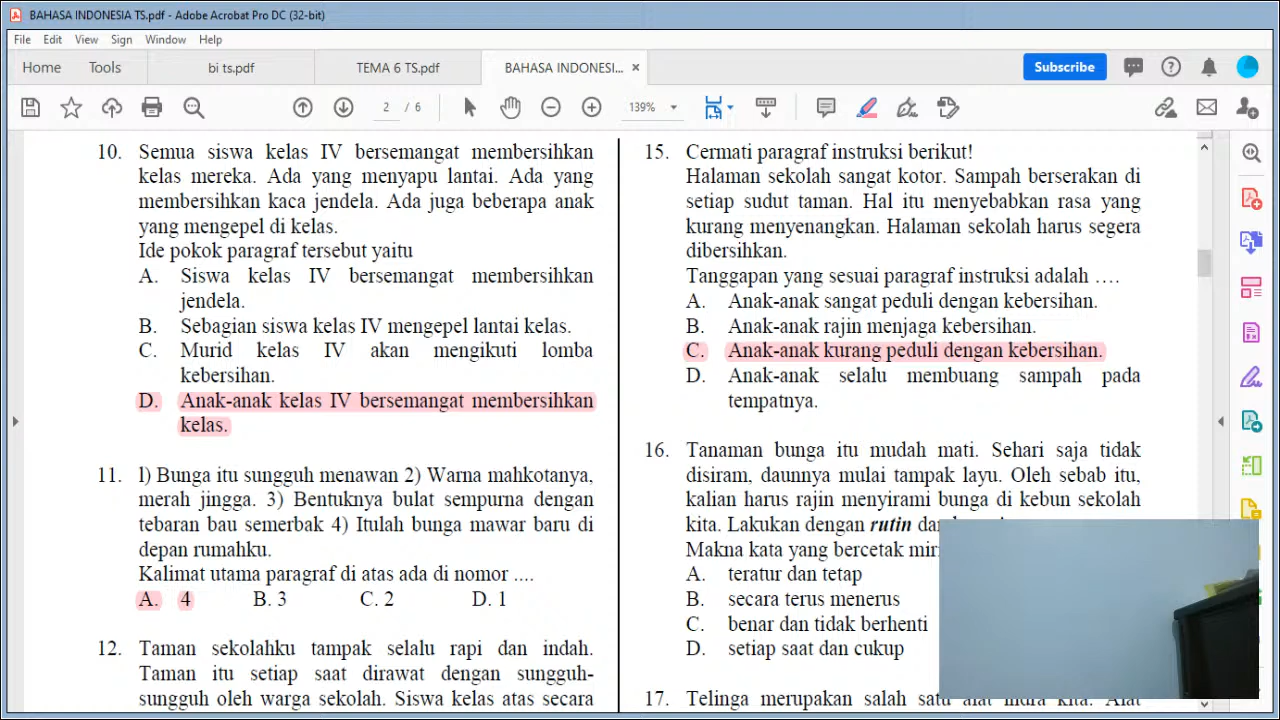 BAHASA INDONESIA TS.pdf - Adobe Acrobat Pro DC (32-bit)
File Edit View Sign Window Help
Home Tools bi ts.pdf TEMA 6 TS.pdf BAHASA INDONESI... × Subscribe
2 / 6 139%
10. Semua siswa kelas IV bersemangat membersihkan
kelas mereka. Ada yang menyapu lantai. Ada yang
membersihkan kaca jendela. Ada juga beberapa anak
yang mengepel di kelas.
Ide pokok paragraf tersebut yaitu
A. Siswa kelas IV bersemangat membersihkan
jendela.
B. Sebagian siswa kelas IV mengepel lantai kelas.
C. Murid kelas IV akan mengikuti lomba
kebersihan.
D. Anak-anak kelas IV bersemangat membersihkan
kelas.
11. l) Bunga itu sungguh menawan 2) Warna mahkotanya,
merah jingga. 3) Bentuknya bulat sempurna dengan
tebaran bau semerbak 4) Itulah bunga mawar baru di
depan rumahku.
Kalimat utama paragraf di atas ada di nomor ....
A. 4 B. 3 C. 2 D. 1
12. Taman sekolahku tampak selalu rapi dan indah.
Taman itu setiap saat dirawat dengan sungguh-
sungguh oleh warga sekolah. Siswa kelas atas secara
15. Cermati paragraf instruksi berikut!
Halaman sekolah sangat kotor. Sampah berserakan di
setiap sudut taman. Hal itu menyebabkan rasa yang
kurang menyenangkan. Halaman sekolah harus segera
dibersihkan.
Tanggapan yang sesuai paragraf instruksi adalah ….
A. Anak-anak sangat peduli dengan kebersihan.
B. Anak-anak rajin menjaga kebersihan.
C. Anak-anak kurang peduli dengan kebersihan.
D. Anak-anak selalu membuang sampah pada
tempatnya.
16. Tanaman bunga itu mudah mati. Sehari saja tidak
disiram, daunnya mulai tampak layu. Oleh sebab itu,
kalian harus rajin menyirami bunga di kebun sekolah
kita. Lakukan dengan rutin
Makna kata yang bercetak
A. teratur dan tetap
B. secara terus menerus
C. benar dan tidak berhenti
D. setiap saat dan cukup
17. Telinga merupakan salah satu alat indra kita. Alat